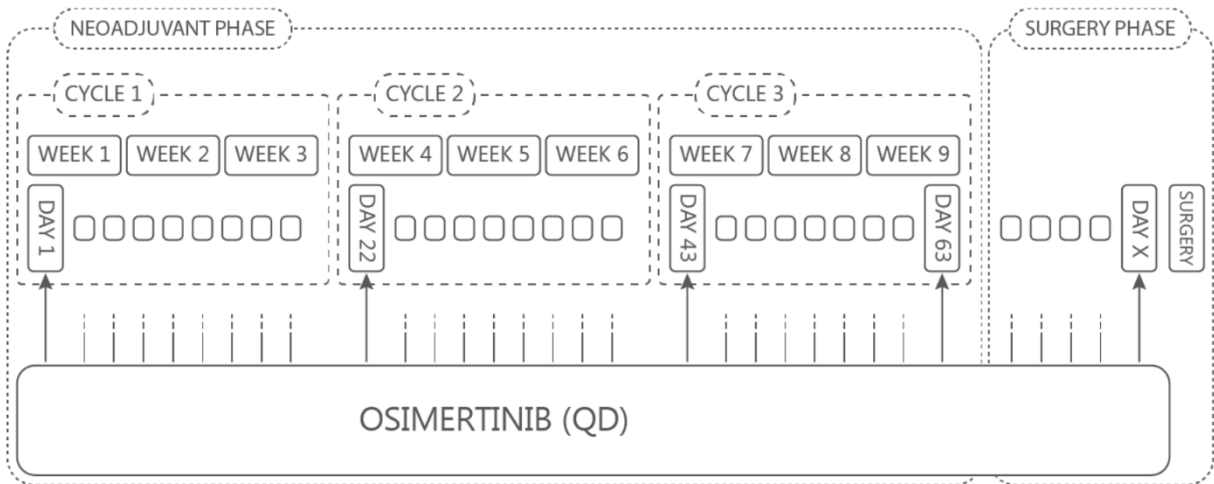 NEOADJUVANT PHASE
SURGERY PHASE
CYCLE 1
CYCLE 2
CYCLE 3
WEEK 1
WEEK 2
WEEK 3
WEEK 4
WEEK 5
WEEK 6
WEEK 7
WEEK 8
WEEK 9
DAY 1
DAY 22
DAY 43
DAY 63
DAY X
SURGERY
OSIMERTINIB (QD)